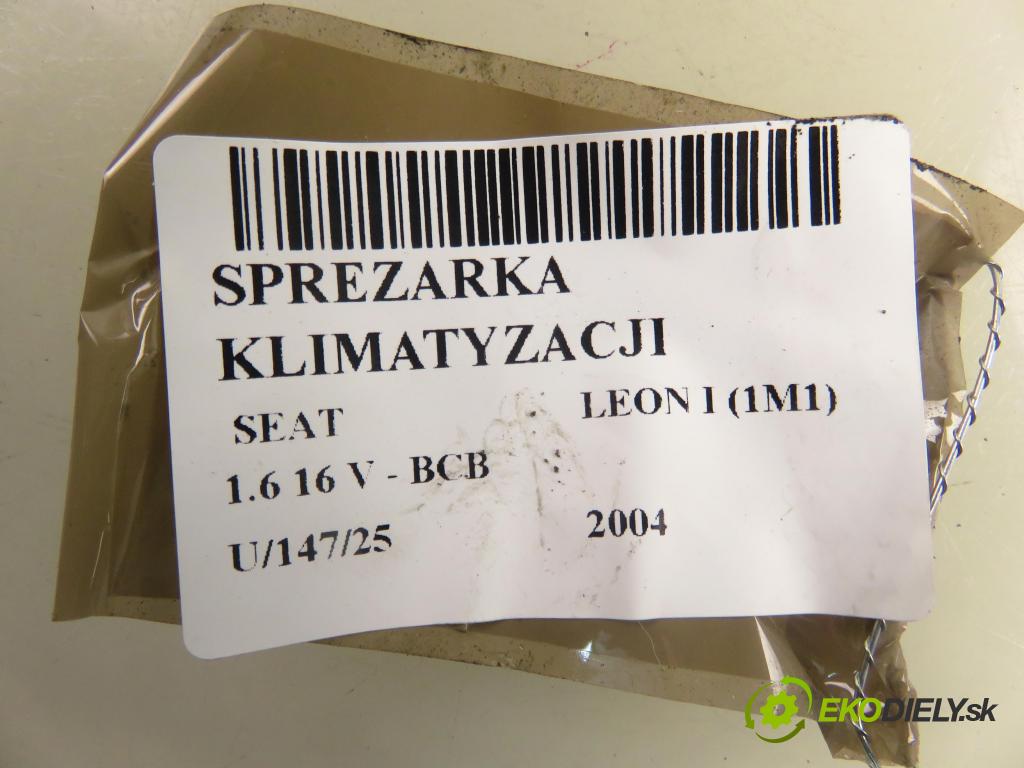 SPREZARKA
KLIMATYZACJI
SEAT LEON I (1M1)
1.6 16 V - BCB
U/147/25 2004
EKODIELY.sk